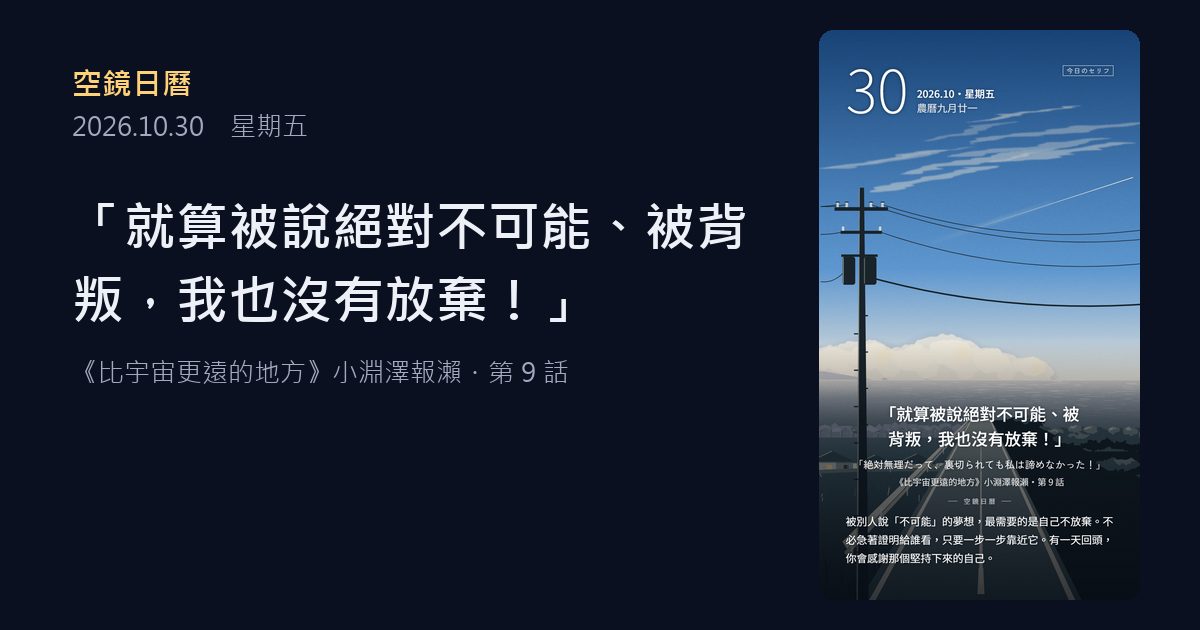 空鏡日曆
2026.10.30 星期五
「就算被說絕對不可能、被背
叛，我也沒有放棄！」
《比宇宙更遠的地方》小淵澤報瀨・第 9 話
30
2026.10・星期五
農曆九月廿一
今日のセリフ
「就算被說絕對不可能、被
背叛，我也沒有放棄！」
「絶対無理だって、裏切られても私は諦めなかった！」
《比宇宙更遠的地方》小淵澤報瀨・第 9 話
— 空鏡日曆 —
被別人說「不可能」的夢想，最需要的是自己不放棄。不
必急著證明給誰看，只要一步一步靠近它。有一天回頭，
你會感謝那個堅持下來的自己。